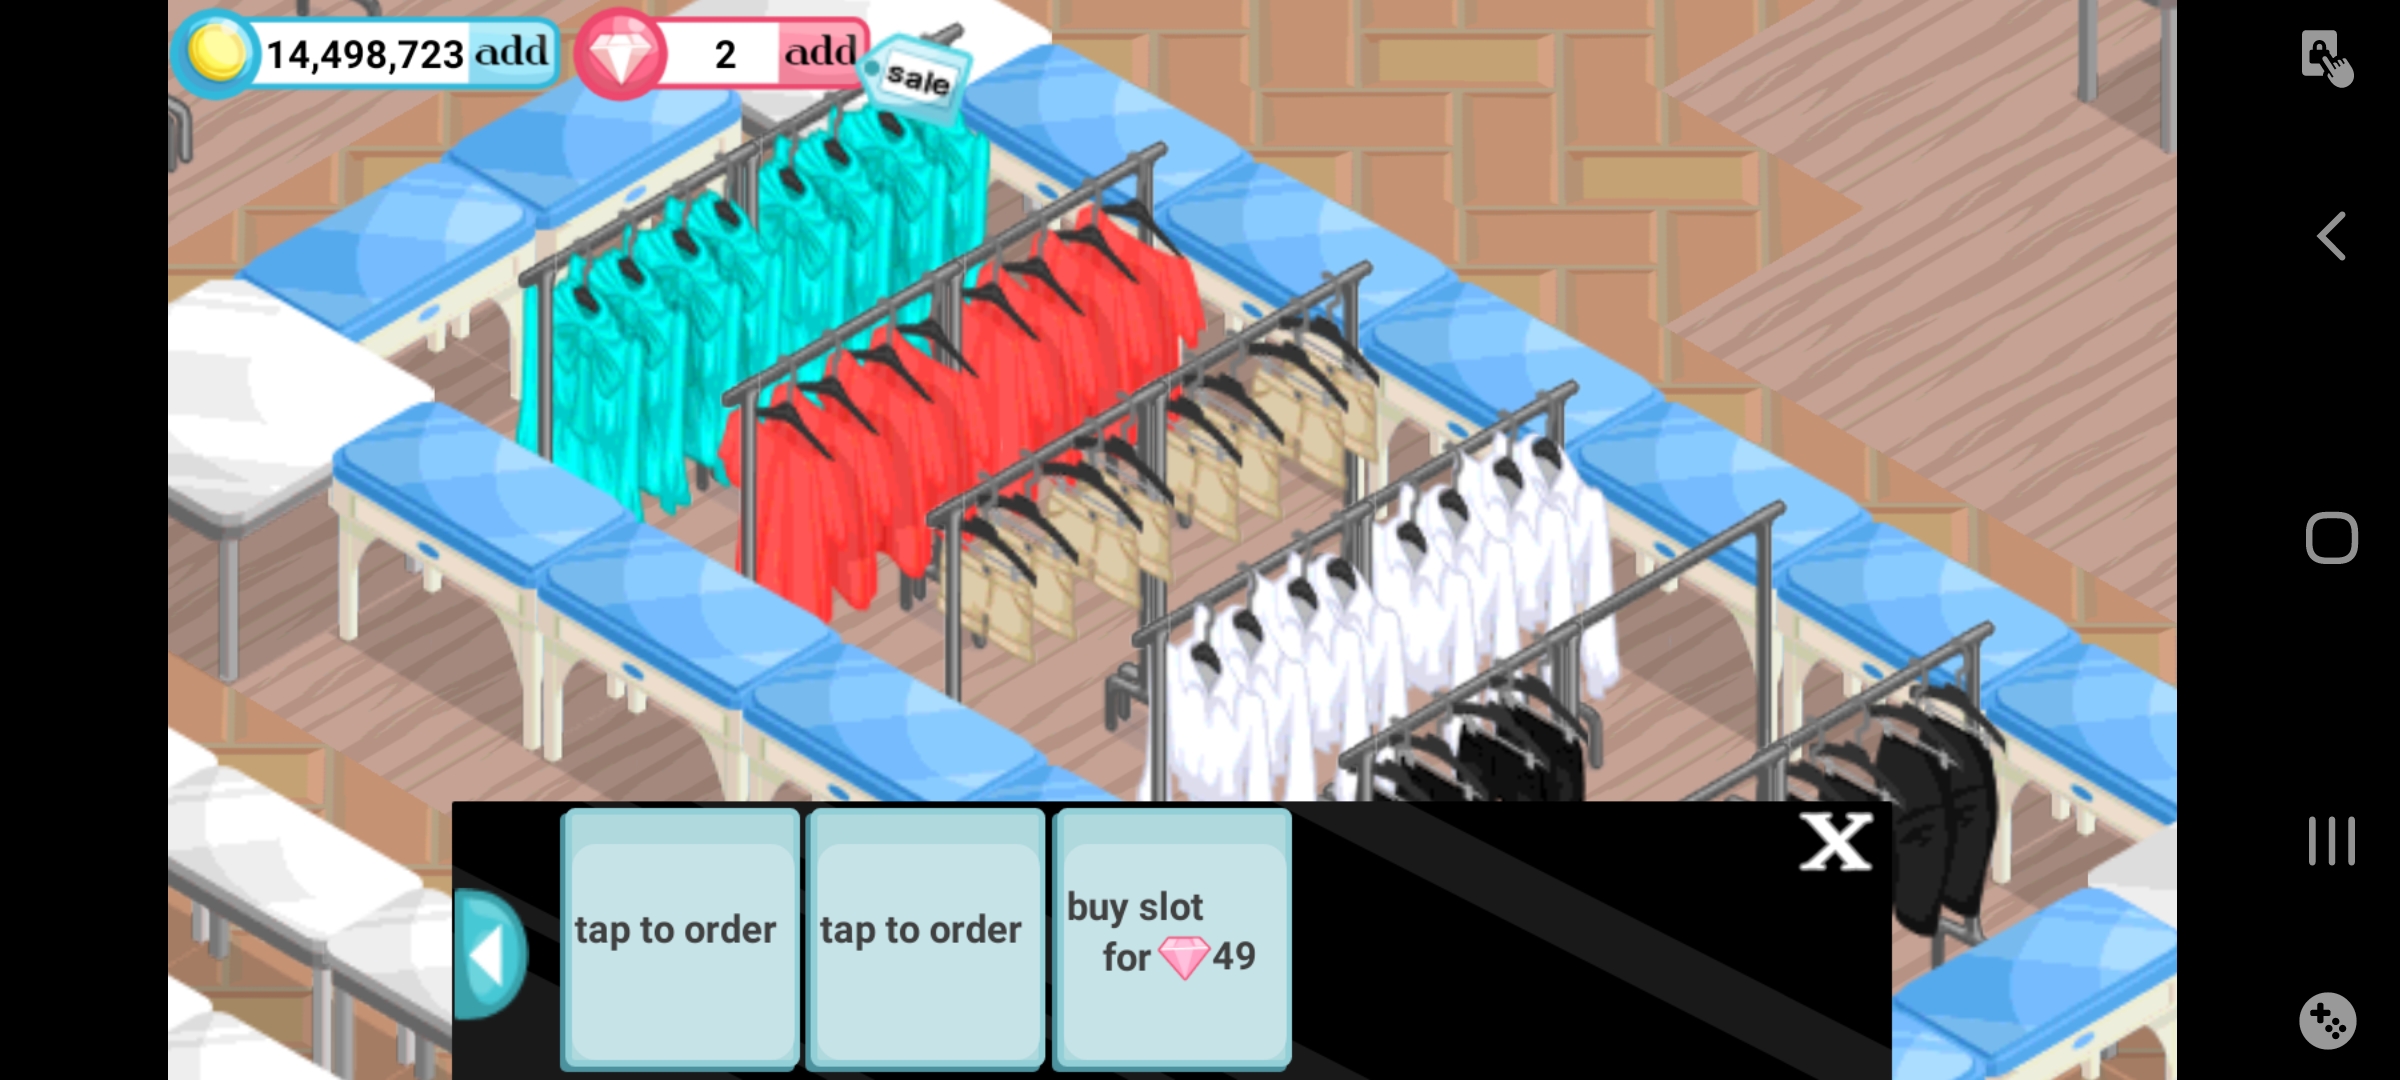 14,498,723 add
2 add
sale
X
tap to order
tap to order
buy slot
for 49